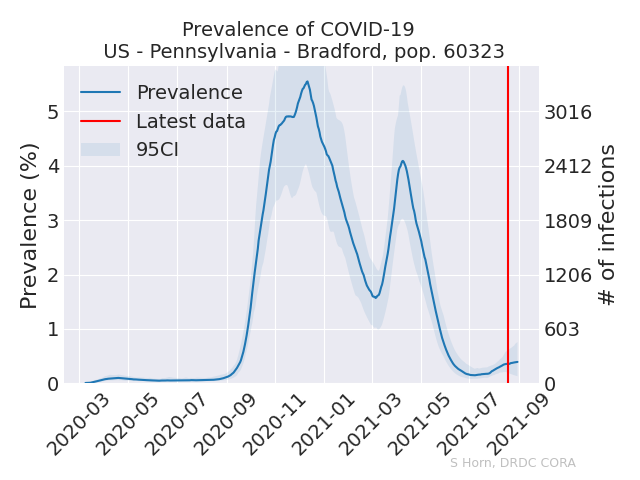 Prevalence of COVID-19
US - Pennsylvania - Bradford, pop. 60323
Prevalence
Latest data
95CI
Prevalence (%)
5
4
3
2
1
0
3016
2412
1809
1206
603
0
# of infections
2020-03
2020-05
2020-07
2020-09
2020-11
2021-01
2021-03
2021-05
2021-07
2021-09
S Horn, DRDC CORA